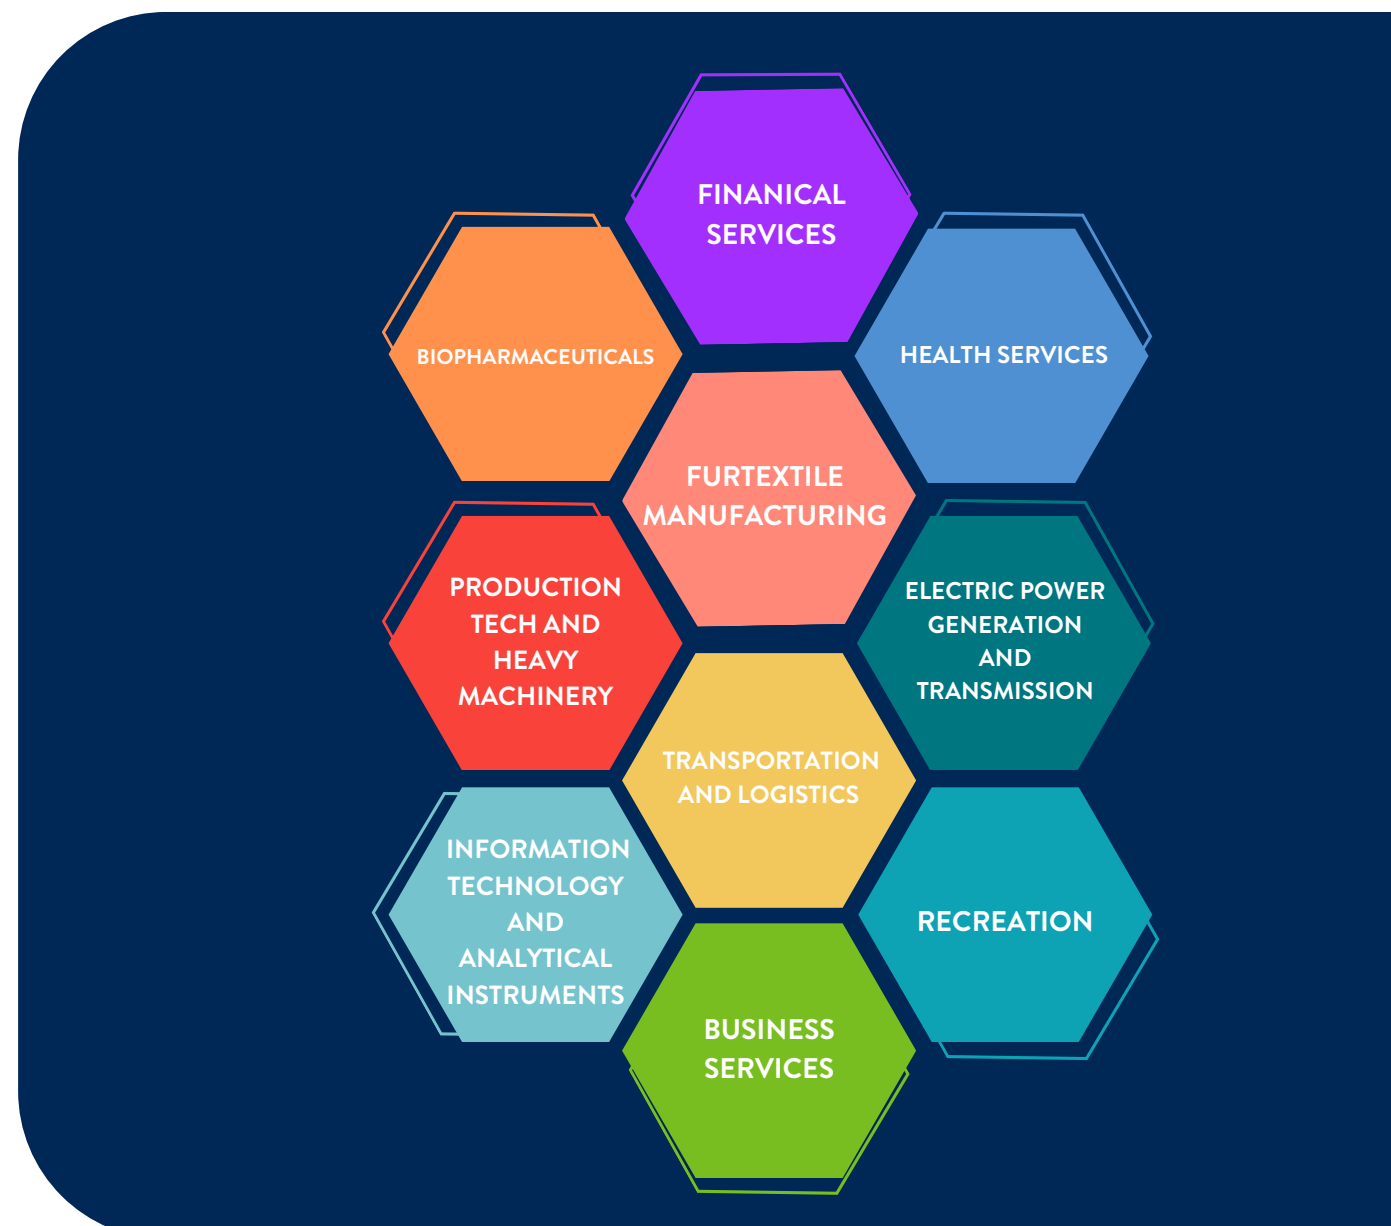 FINANICAL
SERVICES
BIOPHARMACEUTICALS
HEALTH SERVICES
FURTEXTILE
MANUFACTURING
PRODUCTION
TECH AND
HEAVY
MACHINERY
ELECTRIC POWER
GENERATION
AND
TRANSMISSION
TRANSPORTATION
AND LOGISTICS
INFORMATION
TECHNOLOGY
AND
ANALYTICAL
INSTRUMENTS
RECREATION
BUSINESS
SERVICES